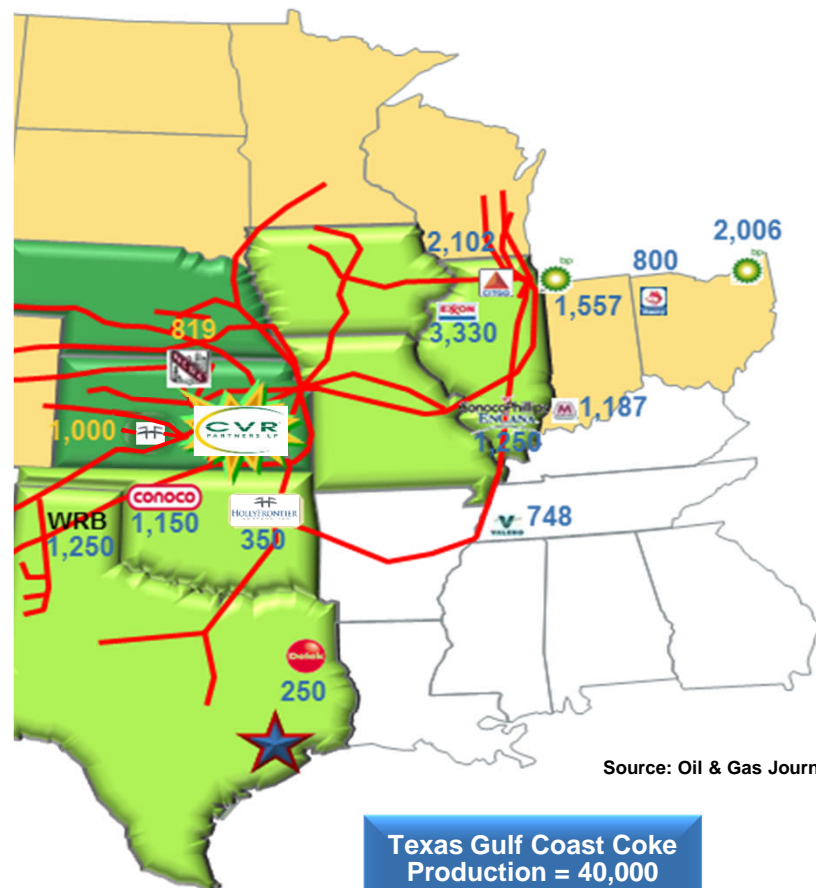 2,102
2,006
800
bp
bp
CITGO
1,557
Husky
819
EXXON
3,330
CVR
PARTNERS LP
1,000
ConocoPhillips
ENCANA
1,187
1,250
conoco
WRB
1,150
HOLLYFRONTIER
1,250
350
VALERO
748
Delek
250
Source: Oil & Gas Journ
Texas Gulf Coast Coke
Production = 40,000